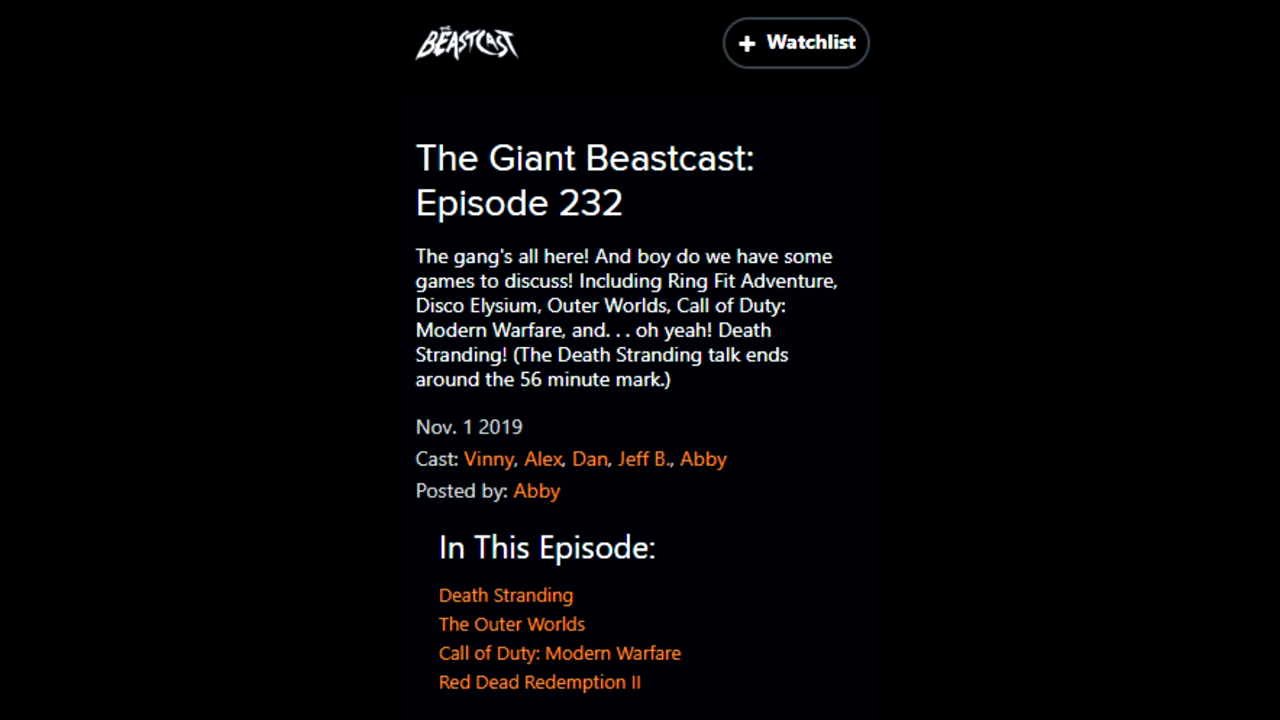 THE
BEASTCAST
+ Watchlist
The Giant Beastcast:
Episode 232
The gang's all here! And boy do we have some
games to discuss! Including Ring Fit Adventure,
Disco Elysium, Outer Worlds, Call of Duty:
Modern Warfare, and. . . oh yeah! Death
Stranding! (The Death Stranding talk ends
around the 56 minute mark.)
Nov. 1 2019
Cast: Vinny, Alex, Dan, Jeff B., Abby
Posted by: Abby
In This Episode:
Death Stranding
The Outer Worlds
Call of Duty: Modern Warfare
Red Dead Redemption II